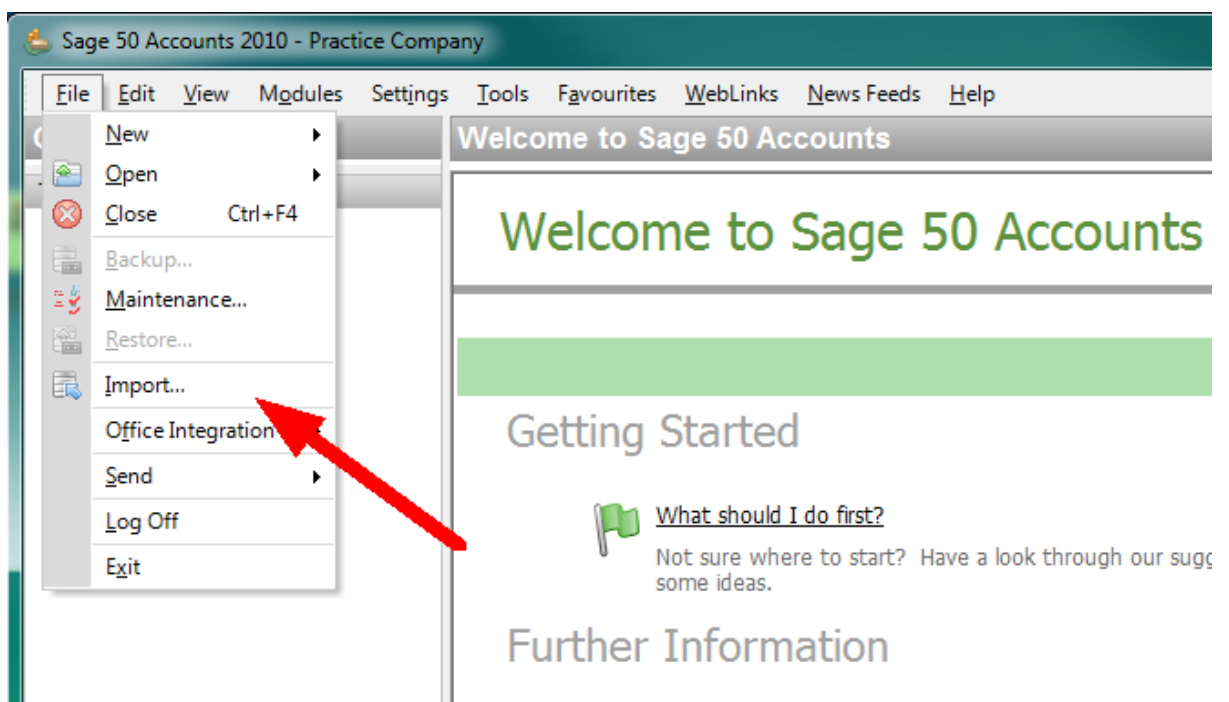 Sage 50 Accounts 2010 - Practice Company
File Edit View Modules Settings Tools Favourites WebLinks News Feeds Help
New
Open
Close Ctrl+F4
Backup...
Maintenance...
Restore...
Import...
Office Integration
Send
Log Off
Exit
Welcome to Sage 50 Accounts
Welcome to Sage 50 Accounts
Getting Started
What should I do first?
Not sure where to start? Have a look through our
some ideas.
Further Information